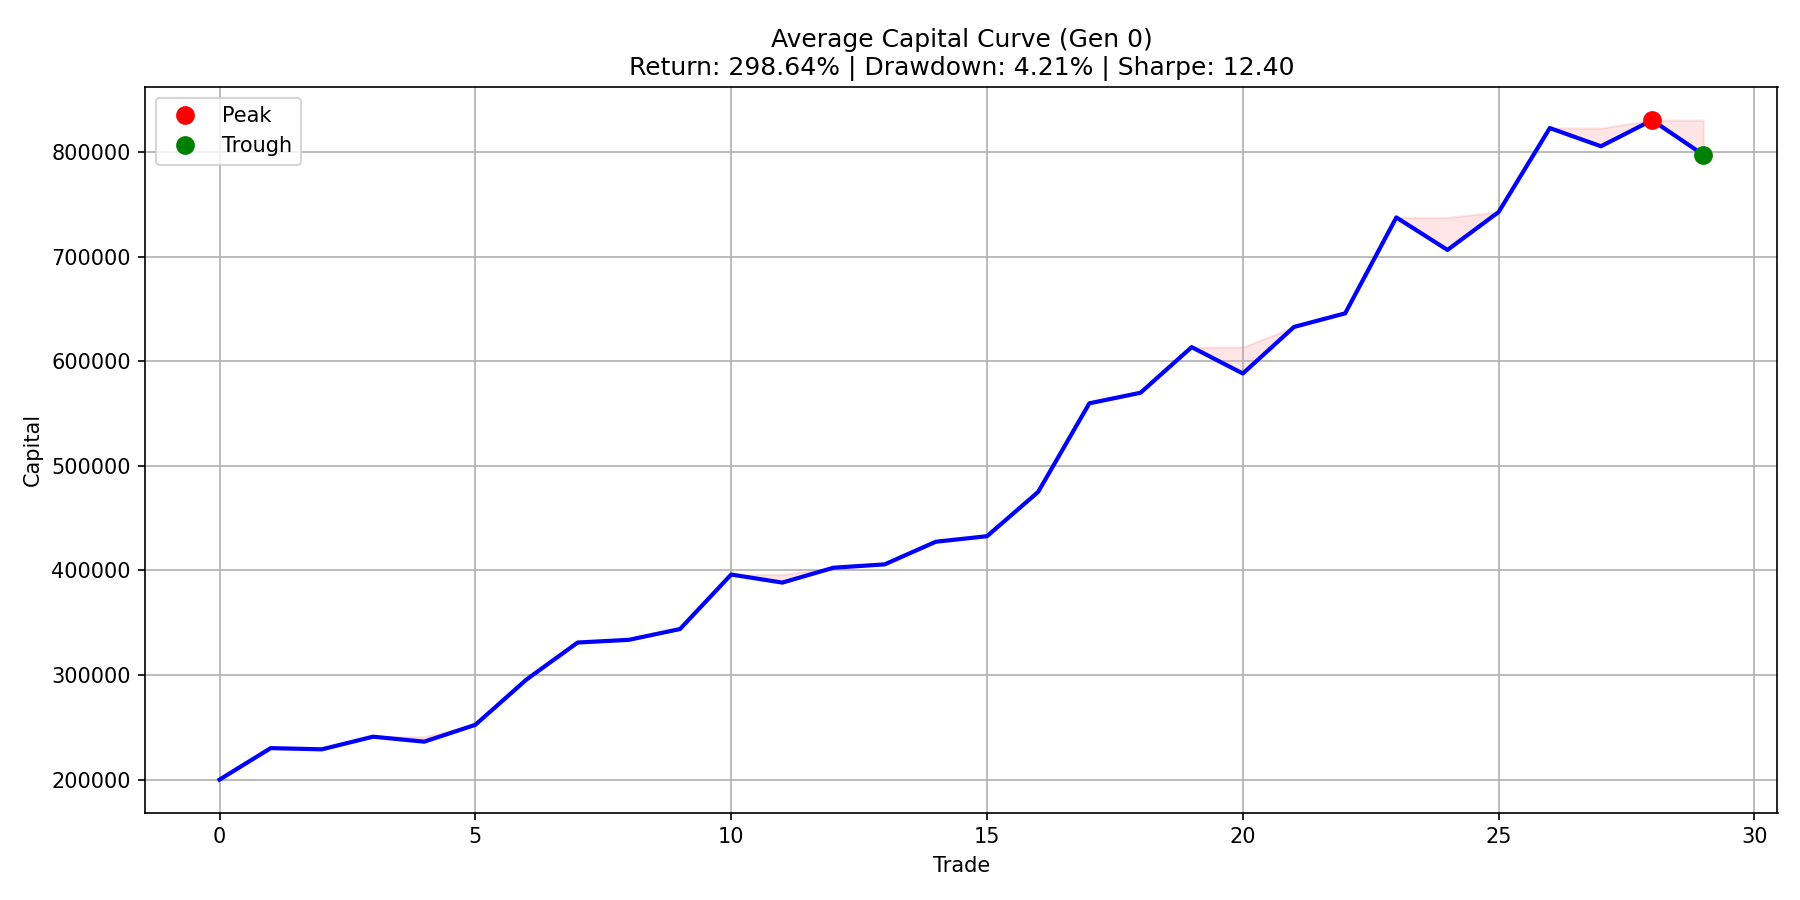 Average Capital Curve (Gen 0)
Return: 298.64% | Drawdown: 4.21% | Sharpe: 12.40
Peak
Trough
Capital
800000
700000
600000
500000
400000
300000
200000
0 5 10 15 20 25 30
Trade